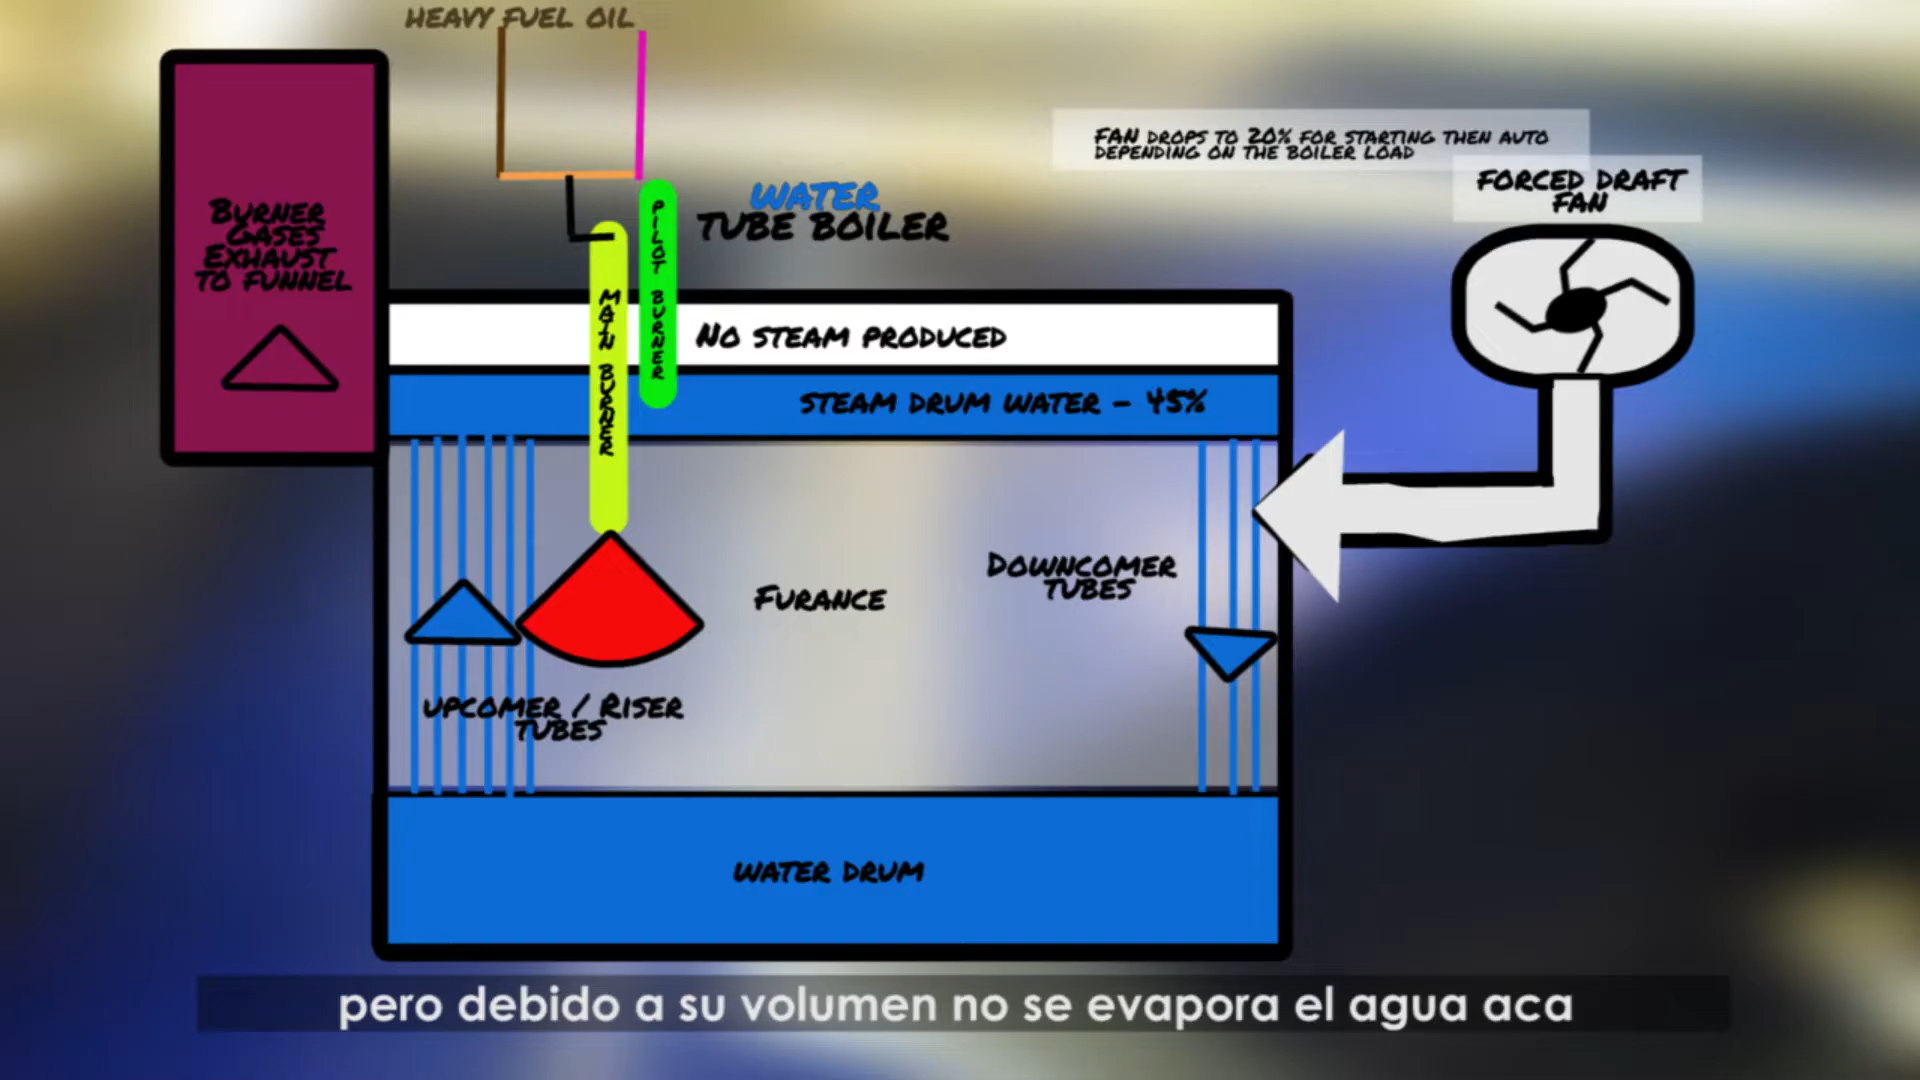 HEAVY FUEL OIL
FAN DROPS TO 20% FOR STARTING THEN AUTO
DEPENDING ON THE BOILER LOAD
FORCED DRAFT
FAN
WATER
TUBE BOILER
BURNER
GASES
EXHAUST
TO FUNNEL
MAIN BURNER
PILOT BURNER
NO STEAM PRODUCED
STEAM DRUM WATER - 45%
DOWNCOMER
TUBES
FURANCE
UPCOMER / RISER
TUBES
WATER DRUM
pero debido a su volumen no se evapora el agua aca